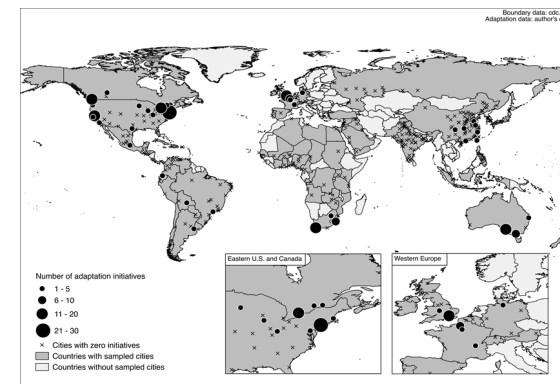 Boundary data: cdc.
Adaptation data: author's
Number of adaptation initiatives
1 - 5
6 - 10
11 - 20
21 - 30
Cities with zero initiatives
Countries with sampled cities
Countries without sampled cities
Eastern U.S. and Canada
Western Europe